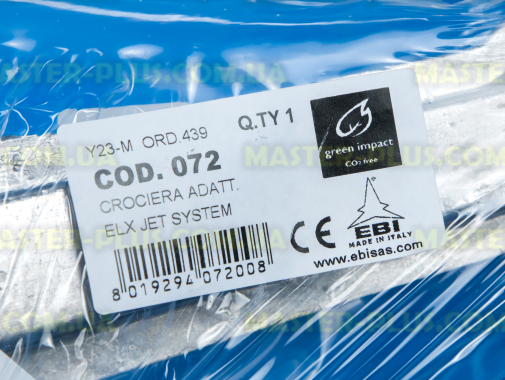 Y23-M ORD.439 Q.TY 1
COD. 072
CROCIERA ADATT.
ELX JET SYSTEM
8 019294 072008
green impact
CO2 free
CE
EBI
MADE IN ITALY
www.ebisas.com
MASTER-PLUS.COM.UA